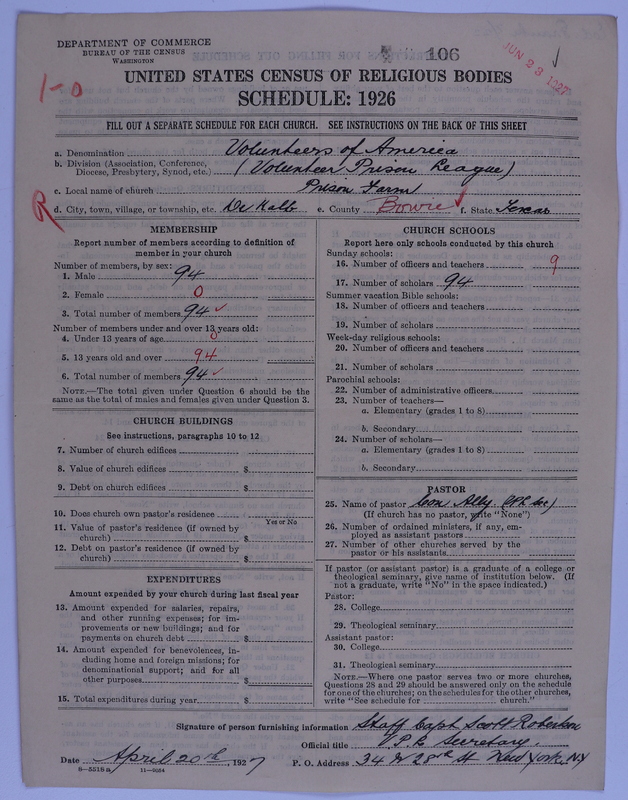 DEPARTMENT OF COMMERCE
BUREAU OF THE CENSUS
WASHINGTON
106
JUN 23 1927
1-0
UNITED STATES CENSUS OF RELIGIOUS BODIES
SCHEDULE: 1926
FILL OUT A SEPARATE SCHEDULE FOR EACH CHURCH. SEE INSTRUCTIONS ON THE BACK OF THIS SHEET
a. Denomination Volunteers of America
b. Division (Association, Conference, Diocese, Presbytery, Synod, etc.) (Volunteer Prison League)
c. Local name of church Prison Farm
d. City, town, village, or township, etc. De Kalb e. County Bowie f. State Texas
MEMBERSHIP
Report number of members according to definition of
member in your church
Number of members, by sex:
1. Male 94
2. Female 0
3. Total number of members 94
Number of members under and over 13 years old:
4. Under 13 years of age 0
5. 13 years old and over 94
6. Total number of members 94
NOTE.—The total given under Question 6 should be
the same as the total of males and females given under Question 3.
CHURCH BUILDINGS
See instructions, paragraphs 10 to 12
7. Number of church edifices
8. Value of church edifices $
9. Debt on church edifices $
10. Does church own pastor's residence
Yes or No
11. Value of pastor's residence (if owned by
church) $
12. Debt on pastor's residence (if owned by
church) $
EXPENDITURES
Amount expended by your church during last fiscal year
13. Amount expended for salaries, repairs,
and other running expenses; for im-
provements or new buildings; and for
payments on church debt $
14. Amount expended for benevolences, in-
cluding home and foreign missions; for
denominational support; and for all
other purposes $
15. Total expenditures during year $
CHURCH SCHOOLS
Report here only schools conducted by this church
Sunday schools:
16. Number of officers and teachers 9
17. Number of scholars 94
Summer vacation Bible schools:
18. Number of officers and teachers
19. Number of scholars
Week-day religious schools:
20. Number of officers and teachers
21. Number of scholars
Parochial schools:
22. Number of administrative officers
23. Number of teachers—
a. Elementary (grades 1 to 8)
b. Secondary
24. Number of scholars—
a. Elementary (grades 1 to 8)
b. Secondary
PASTOR
25. Name of pastor
(If church has no pastor, write "None")
26. Number of ordained ministers, if any, em-
ployed as assistant pastors
27. Number of other churches served by the
pastor or his assistants
If pastor (or assistant pastor) is a graduate of a college or
theological seminary, give name of institution below. (If
not a graduate, write "No" in the space indicated.)
Pastor:
28. College
29. Theological seminary
Assistant pastor:
30. College
31. Theological seminary
NOTE.—Where one pastor serves two or more churches,
Questions 28 and 29 should be answered only on the schedule
for one of the churches; on the schedules for the other churches,
write "See schedule for church."
Signature of person furnishing information Staff Capt Scott Robertson
Official title V.P.L. Secretary.
Date April 20th, 1927 P. O. Address 34 W 28th St New York, NY
8-5518a 11-9054